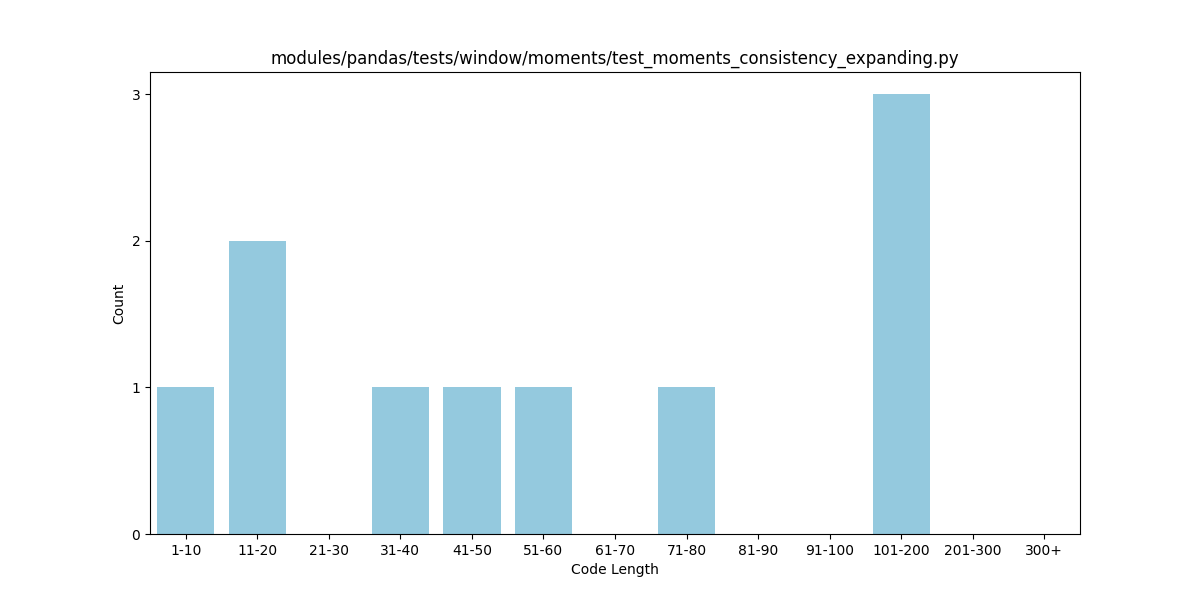 modules/pandas/tests/window/moments/test_moments_consistency_expanding.py
3
2
1
0
Count
1-10 11-20 21-30 31-40 41-50 51-60 61-70 71-80 81-90 91-100 101-200 201-300 300+
Code Length